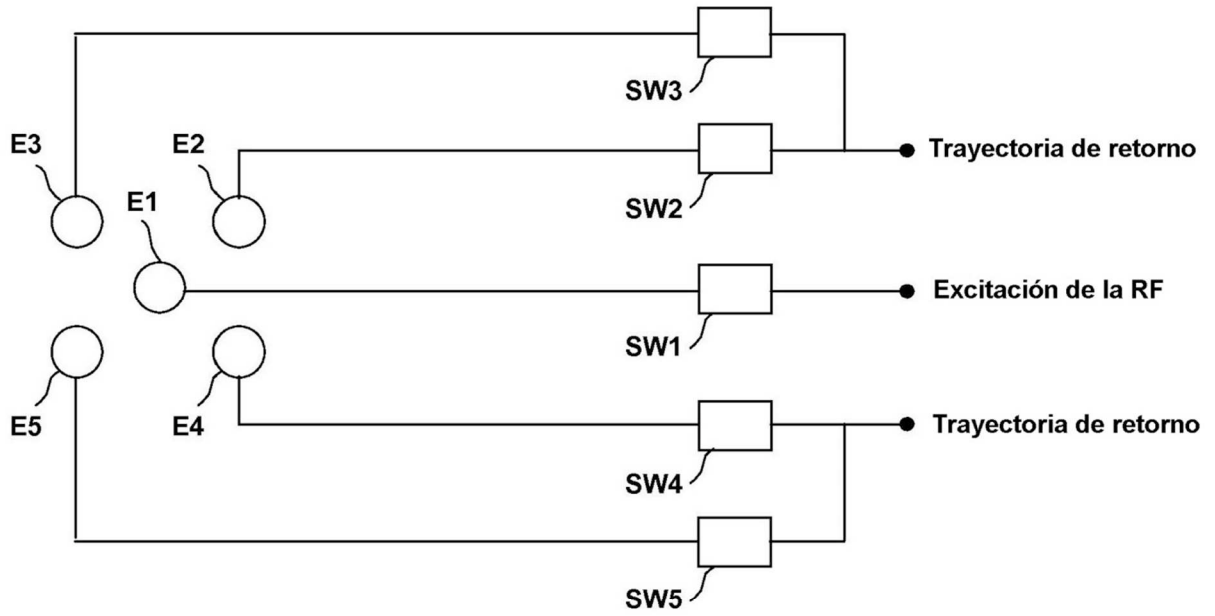 SW3
E3
E2
Trayectoria de retorno
E1
SW2
Excitación de la RF
SW1
E5
E4
Trayectoria de retorno
SW4
SW5